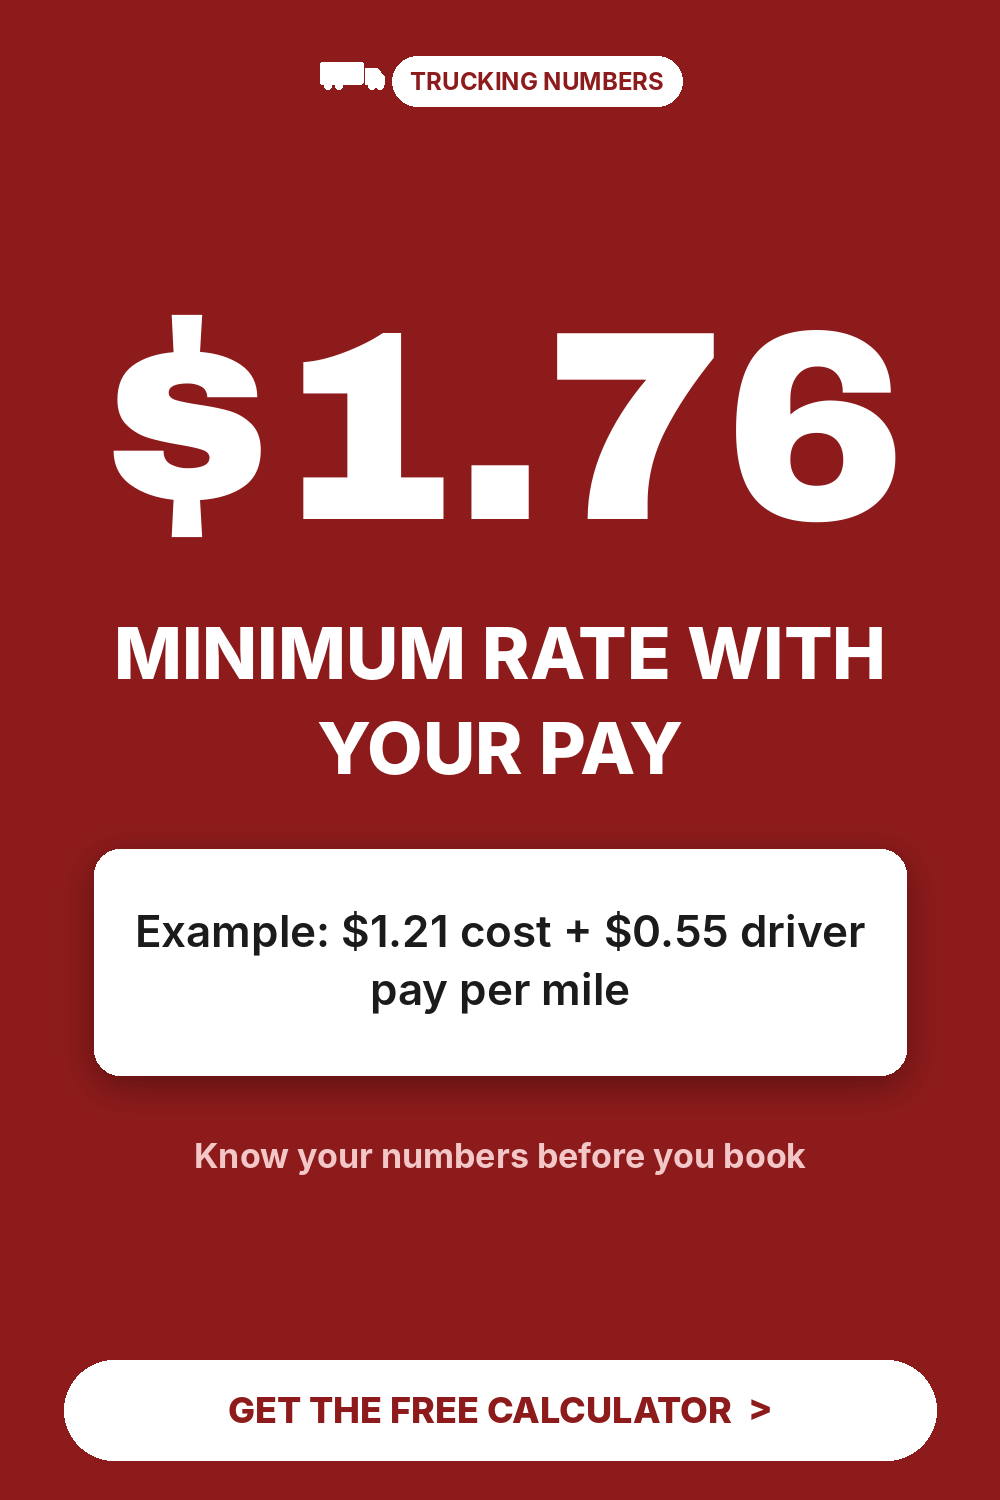 TRUCKING NUMBERS
$1.76
MINIMUM RATE WITH
YOUR PAY
Example: $1.21 cost + $0.55 driver
pay per mile
Know your numbers before you book
GET THE FREE CALCULATOR >